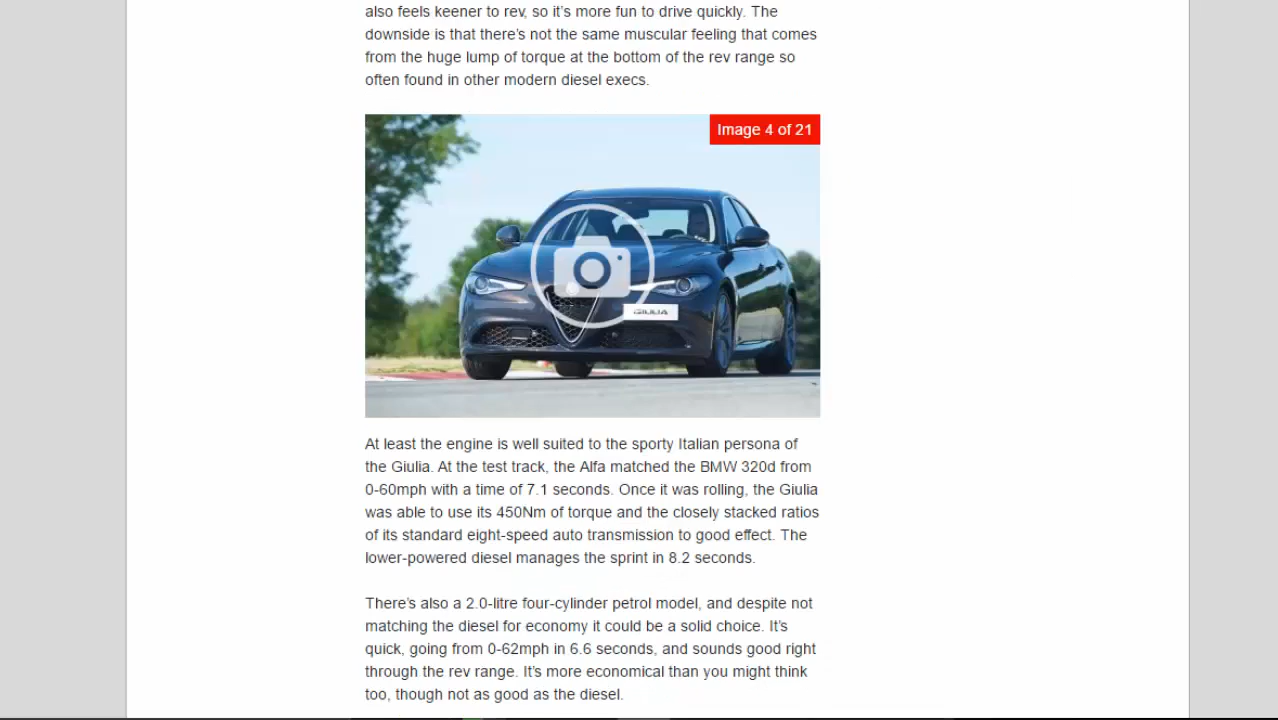 also feels keener to rev, so it’s more fun to drive quickly. The
downside is that there’s not the same muscular feeling that comes
from the huge lump of torque at the bottom of the rev range so
often found in other modern diesel execs.
Image 4 of 21
GIULIA
At least the engine is well suited to the sporty Italian persona of
the Giulia. At the test track, the Alfa matched the BMW 320d from
0-60mph with a time of 7.1 seconds. Once it was rolling, the Giulia
was able to use its 450Nm of torque and the closely stacked ratios
of its standard eight-speed auto transmission to good effect. The
lower-powered diesel manages the sprint in 8.2 seconds.
There’s also a 2.0-litre four-cylinder petrol model, and despite not
matching the diesel for economy it could be a solid choice. It’s
quick, going from 0-62mph in 6.6 seconds, and sounds good right
through the rev range. It’s more economical than you might think
too, though not as good as the diesel.